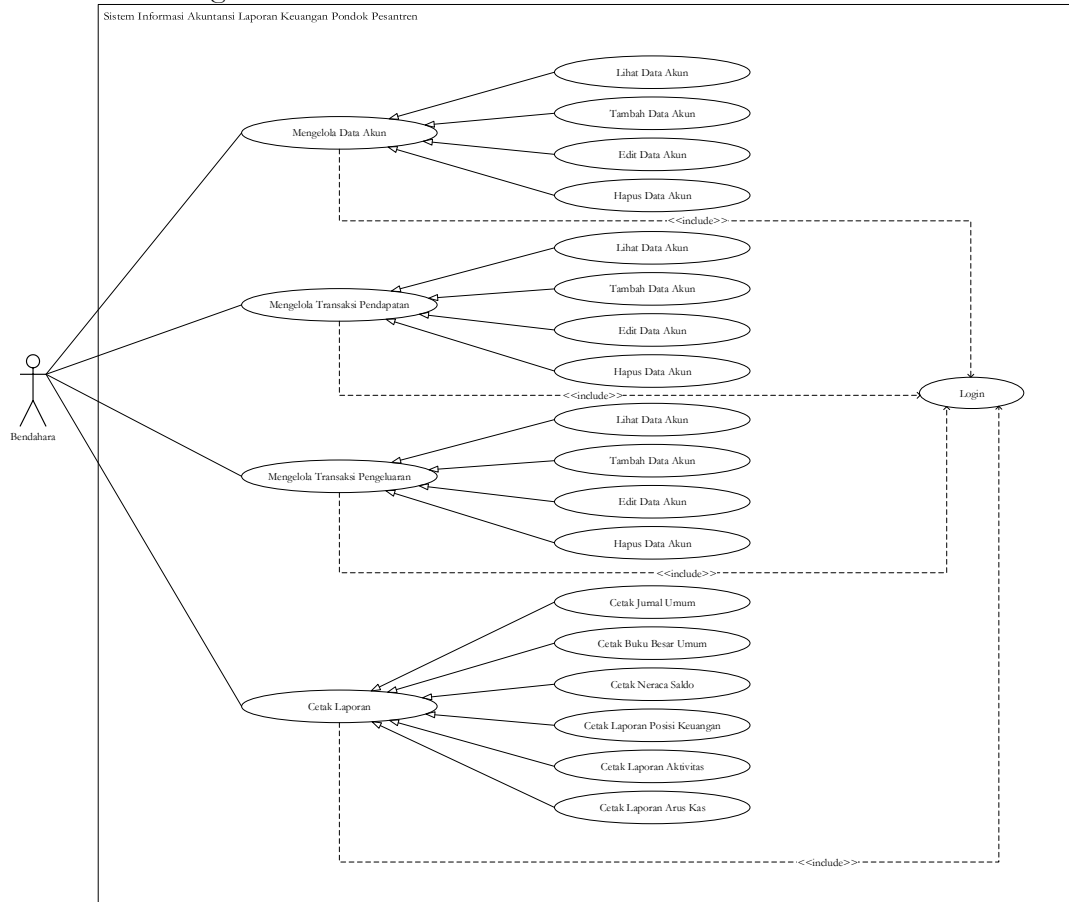 Sistem Informasi Akuntansi Laporan Keuangan Pondok Pesantren
Lihat Data Akun
Tambah Data Akun
Mengelola Data Akun
Edit Data Akun
Hapus Data Akun
<<include>>
Lihat Data Akun
Tambah Data Akun
Mengelola Transaksi Pendapatan
Edit Data Akun
Hapus Data Akun
<<include>>
Login
Bendahara
Lihat Data Akun
Tambah Data Akun
Mengelola Transaksi Pengeluaran
Edit Data Akun
Hapus Data Akun
<<include>>
Cetak Jurnal Umum
Cetak Buku Besar Umum
Cetak Neraca Saldo
Cetak Laporan
Cetak Laporan Posisi Keuangan
Cetak Laporan Aktivitas
Cetak Laporan Arus Kas
<<include>>